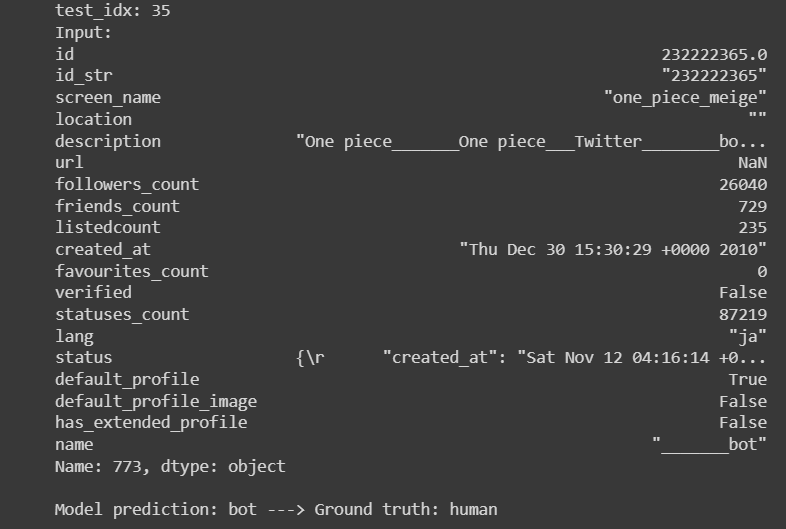 test_idx: 35
Input:
id 232222365.0
id_str "232222365"
screen_name "one_piece_meige"
location ""
description "One piece_______One piece___Twitter________bo...
url NaN
followers_count 26040
friends_count 729
listedcount 235
created_at "Thu Dec 30 15:30:29 +0000 2010"
favourites_count 0
verified False
statuses_count 87219
lang "ja"
status {\r "created_at": "Sat Nov 12 04:16:14 +0...
default_profile True
default_profile_image False
has_extended_profile False
name "_______bot"
Name: 773, dtype: object
Model prediction: bot ---> Ground truth: human